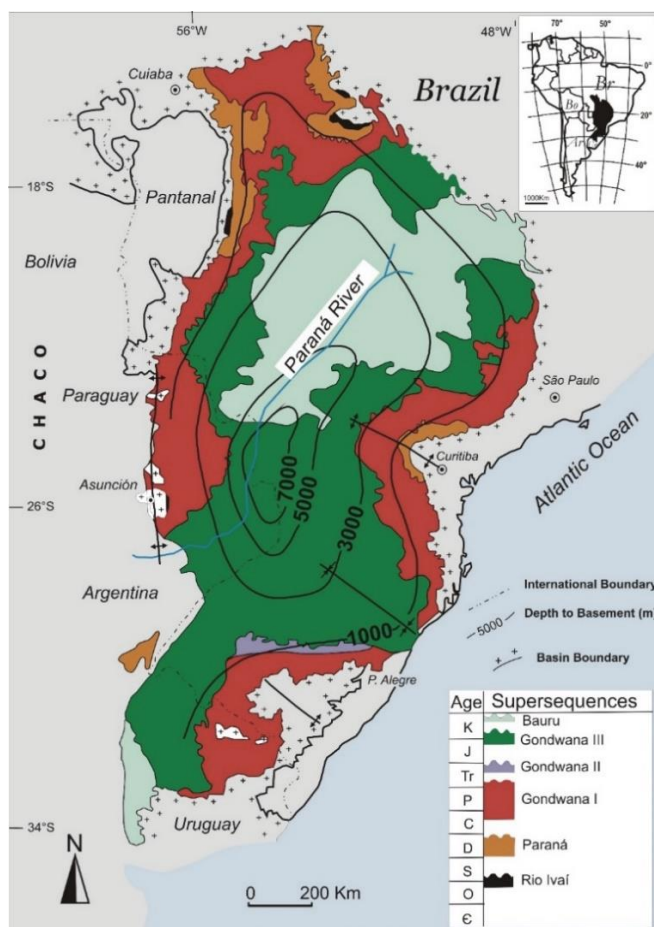 56°W
48°W
Cuiaba
Brazil
70°
50°
0°
Br
Bo
20°
Ar
40°
1000Km
18°S
Pantanal
Bolivia
Paraná River
CHACO
Paraguay
São Paulo
Curitiba
Atlantic Ocean
Asunción
26°S
7000
5000
3000
Argentina
1000
P. Alegre
International Boundary
5000
Depth to Basement (m)
Basin Boundary
Age
Supersequences
K
Bauru
Gondwana III
J
Tr
Gondwana II
P
Gondwana I
C
D
Paraná
S
O
Rio Ivaí
Є
34°S
Uruguay
N
0
200 Km